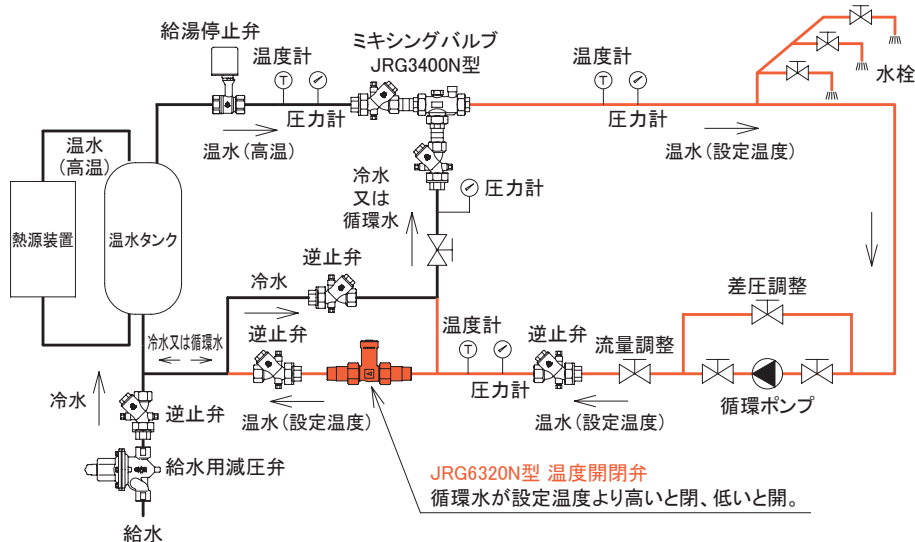 給湯停止弁
温度計
ミキシングバルブ
JRG3400N型
温度計
水栓
T
T
圧力計
圧力計
温水(高温)
温水(設定温度)
温水
(高温)
冷水
又は
循環水
圧力計
熱源装置
温水タンク
逆止弁
冷水
差圧調整
冷水又は循環水
逆止弁
温度計
T
逆止弁
流量調整
圧力計
循環ポンプ
冷水
逆止弁
温水(設定温度)
温水(設定温度)
給水用減圧弁
JRG6320N型 温度開閉弁
循環水が設定温度より高いと閉、低いと開。
給水